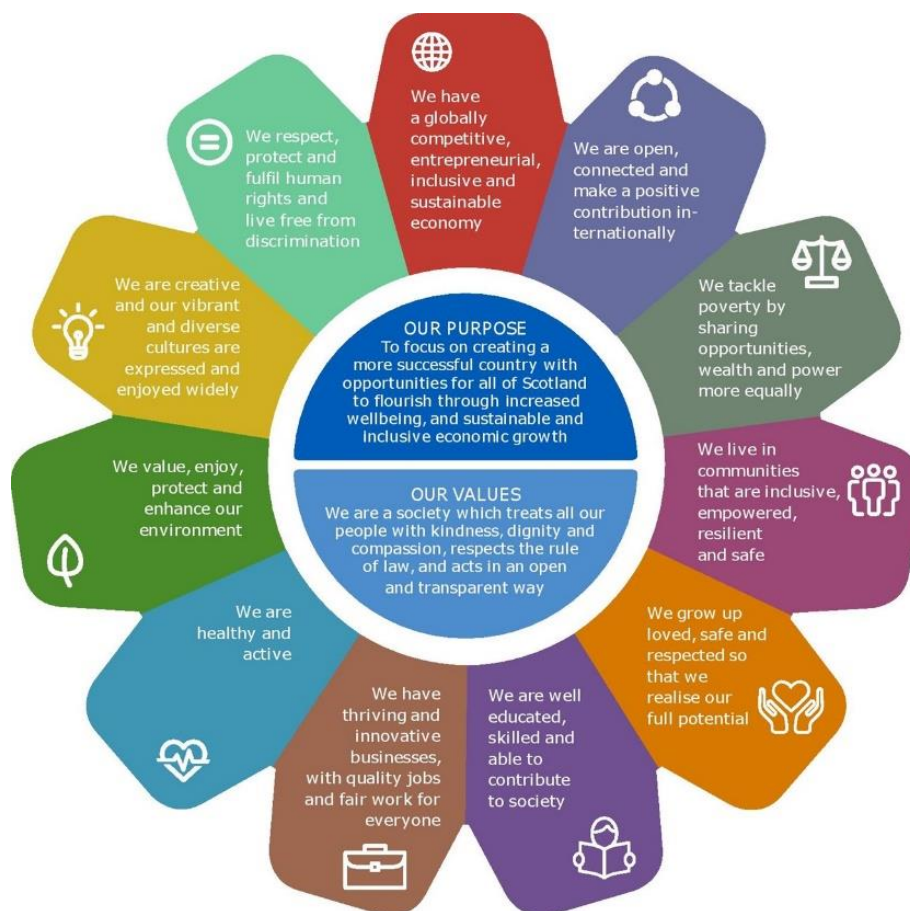 We have
a globally
competitive,
entrepreneurial,
inclusive and
sustainable
economy
We are open,
connected and
make a positive
contribution in-
ternationally
We tackle
poverty by
sharing
opportunities,
wealth and power
more equally
We live in
communities
that are inclusive,
empowered,
resilient
and safe
We grow up
loved, safe and
respected so
that we
realise our
full potential
We are well
educated,
skilled and
able to
contribute
to society
We have
thriving and
innovative
businesses,
with quality jobs
and fair work for
everyone
We are
healthy and
active
We value, enjoy,
protect and
enhance our
environment
We are creative
and our vibrant
and diverse
cultures are
expressed and
enjoyed widely
We respect,
protect and
fulfil human
rights and
live free from
discrimination
OUR PURPOSE
To focus on creating a
more successful country with
opportunities for all of Scotland
to flourish through increased
wellbeing, and sustainable and
inclusive economic growth
OUR VALUES
We are a society which treats all our
people with kindness, dignity and
compassion, respects the rule
of law, and acts in an open
and transparent way